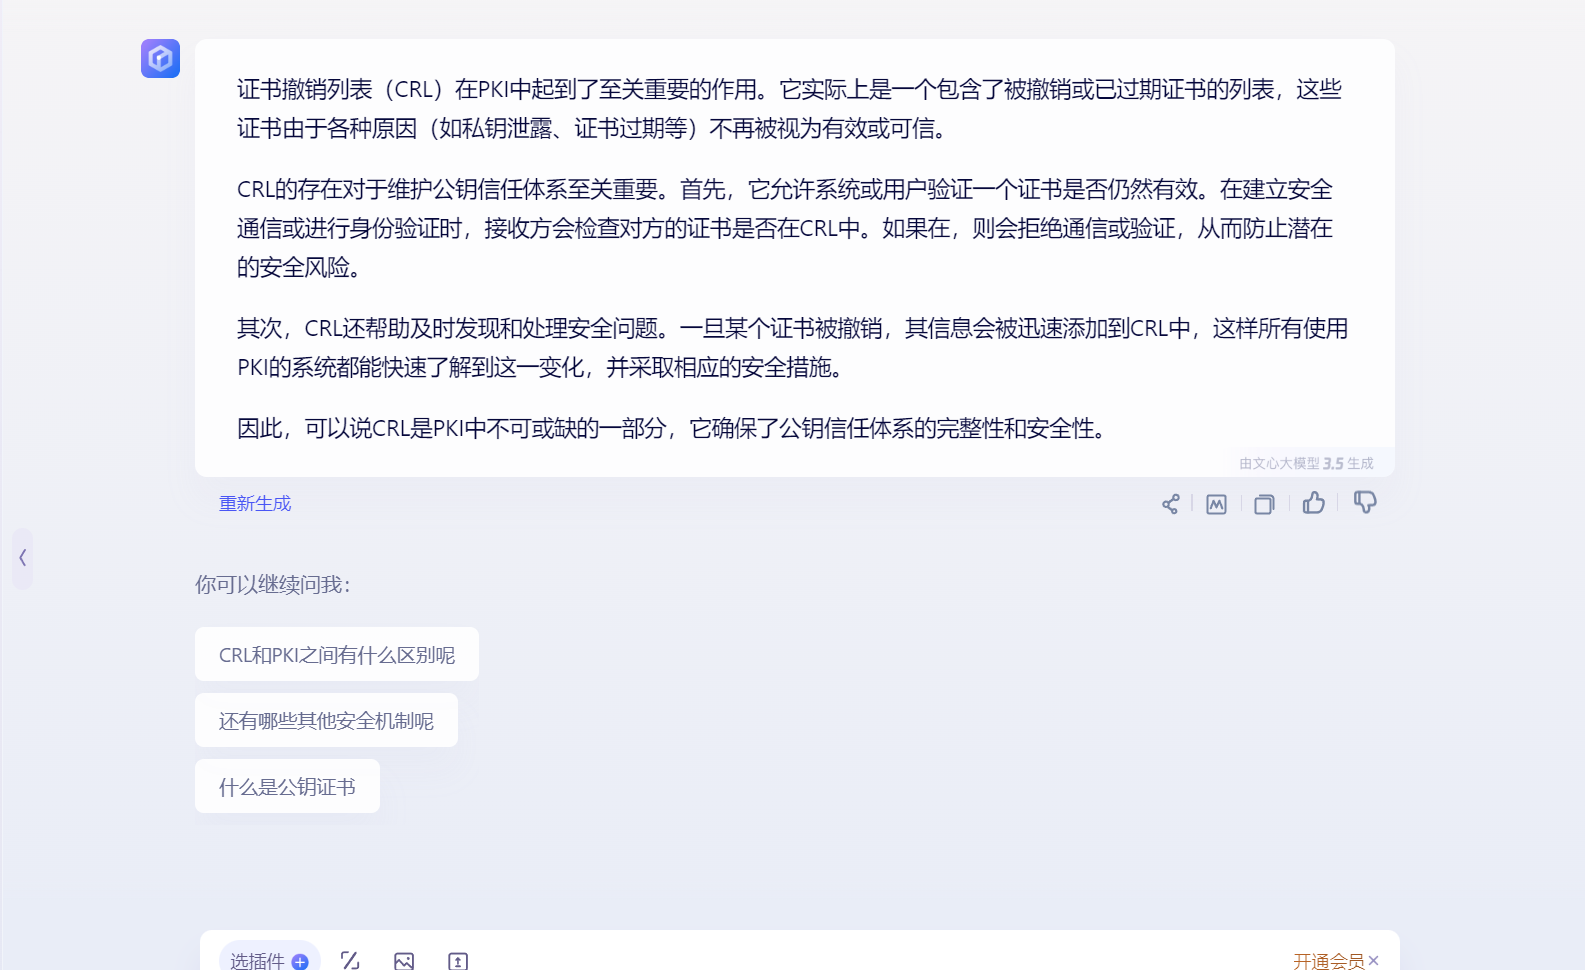 证书撤销列表（CRL）在PKI中起到了至关重要的作用。它实际上是一个包含了被撤销或已过期证书的列表，这些
证书由于各种原因（如私钥泄露、证书过期等）不再被视为有效或可信。
CRL的存在对于维护公钥信任体系至关重要。首先，它允许系统或用户验证一个证书是否仍然有效。在建立安全
通信或进行身份验证时，接收方会检查对方的证书是否在CRL中。如果在，则会拒绝通信或验证，从而防止潜在
的安全风险。
其次，CRL还帮助及时发现和处理安全问题。一旦某个证书被撤销，其信息会被迅速添加到CRL中，这样所有使用
PKI的系统都能快速了解到这一变化，并采取相应的安全措施。
因此，可以说CRL是PKI中不可或缺的一部分，它确保了公钥信任体系的完整性和安全性。
由文心大模型 3.5 生成
重新生成
你可以继续问我：
CRL和PKI之间有什么区别呢
还有哪些其他安全机制呢
什么是公钥证书
选插件
开通会员